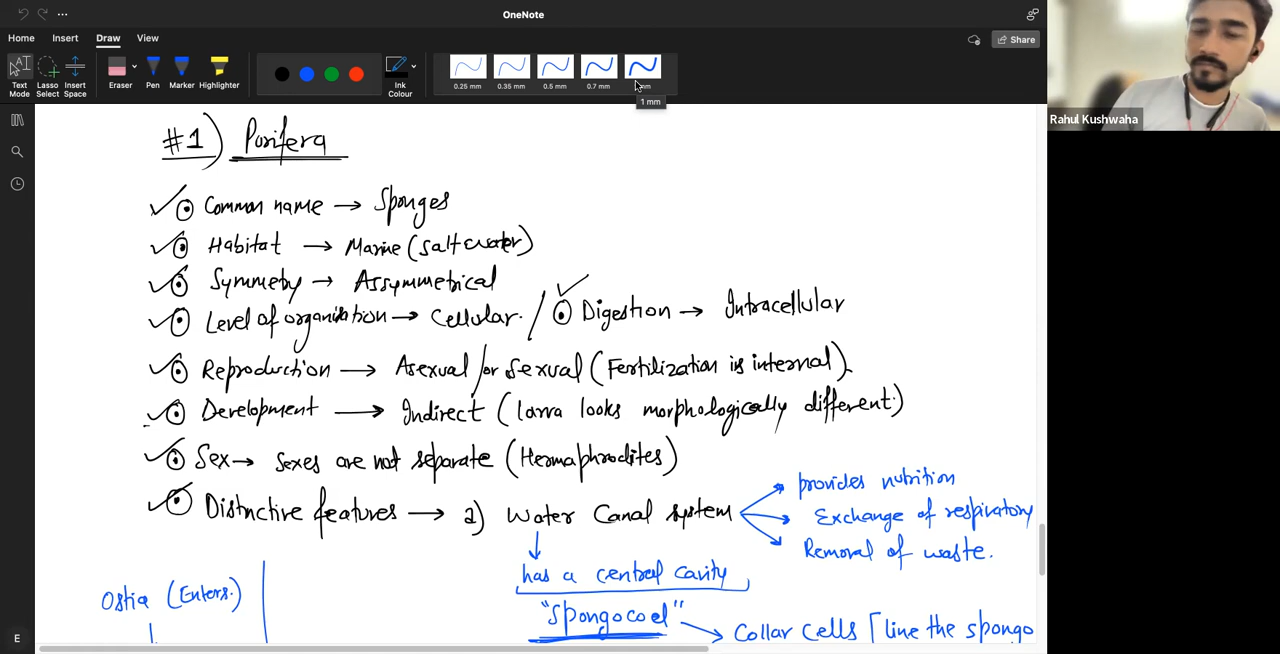 OneNote
Home Insert Draw View
Share
Text Mode
Lasso Select
Insert Space
Eraser
Pen
Marker
Highlighter
Ink Colour
0.25 mm
0.35 mm
0.5 mm
0.7 mm
1 mm
Rahul Kushwaha
#1) Porifera
Common name → Sponges
Habitat → Marine (Salt water)
Symmetry → Assymmetrical
Level of organisation → Cellular. / Digestion → Intracellular
Reproduction → Asexual / or Sexual (Fertilization is internal).
Development → Indirect (larva looks morphologically different.)
Sex → Sexes are not separate (Hermaphrodites)
Distinctive features → a) Water Canal system
provides nutrition
Exchange of respiratory
Removal of waste.
has a central cavity
Ostia (Enters.)
"Spongocoel" → Collar cells [line the spongo
E